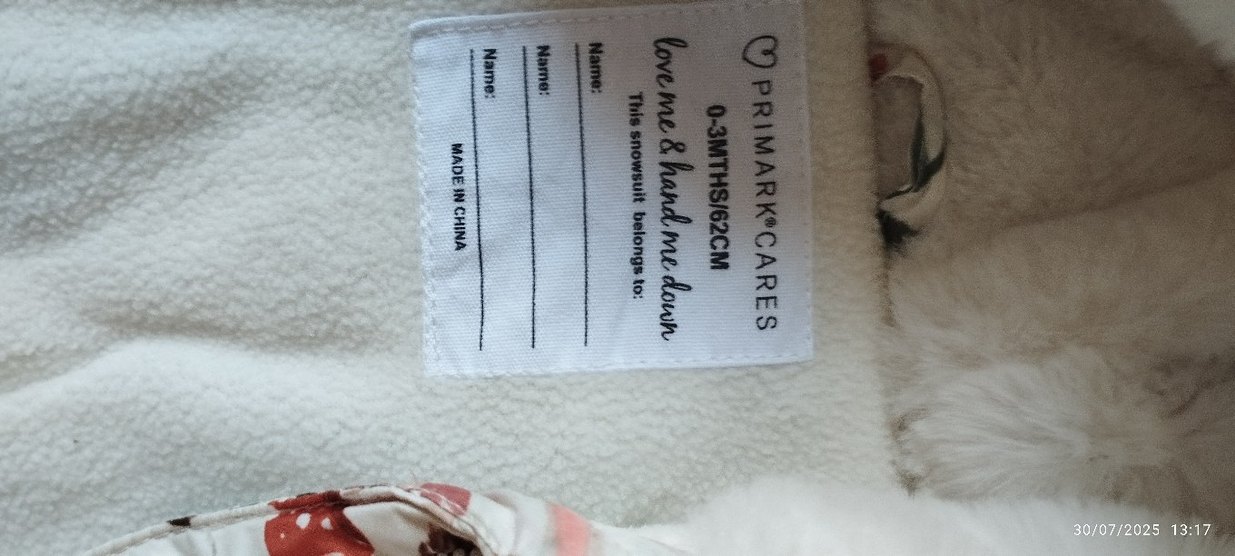 PRIMARK®CARES
0-3MTHS/62CM
love me & hand me down
This snowsuit belongs to:
Name:
Name:
Name:
MADE IN CHINA
30/07/2025 13:17